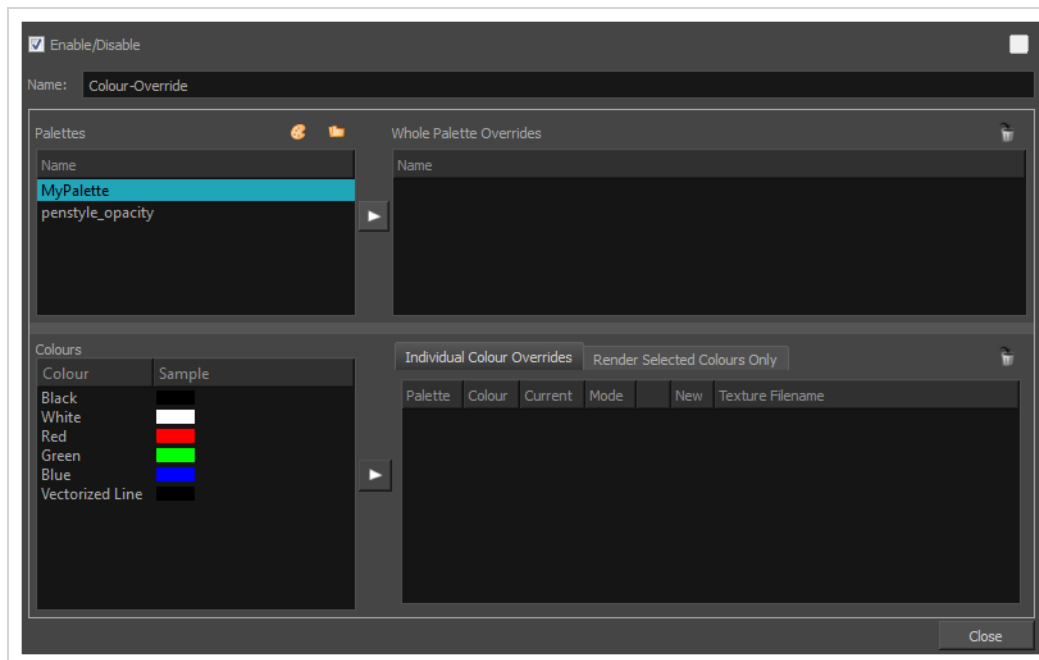 Enable/Disable
Name: Colour-Override
Palettes
Whole Palette Overrides
Name
Name
MyPalette
penstyle_opacity
Colours
Individual Colour Overrides Render Selected Colours Only
Colour Sample
Palette Colour Current Mode New Texture Filename
Black
White
Red
Green
Blue
Vectorized Line
Close